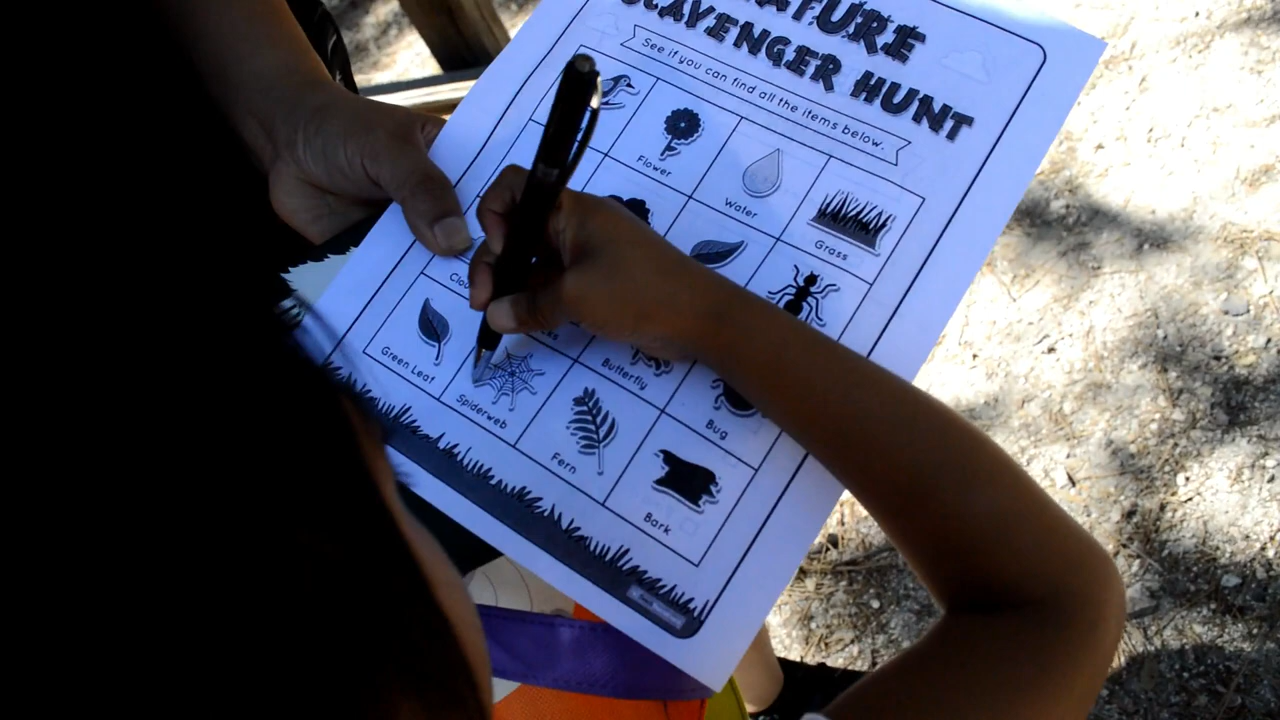 NATURE
SCAVENGER HUNT
See if you can find all the items below.
Flower
Water
Grass
Green Leaf
Spiderweb
Butterfly
Fern
Bug
Bark